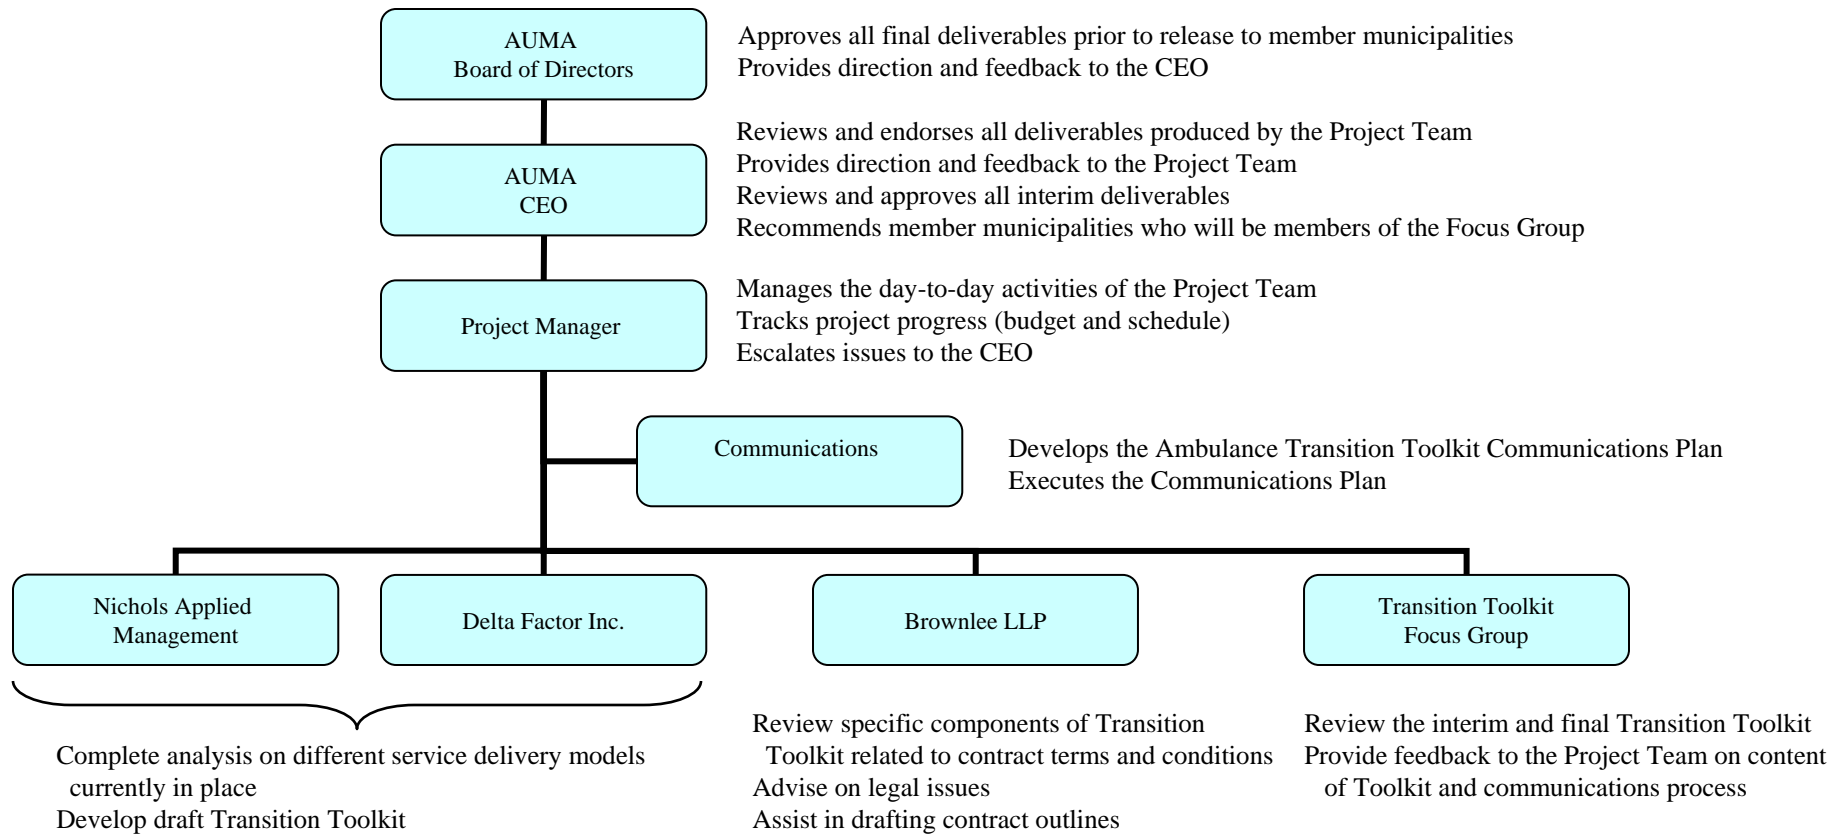 AUMA
Board of Directors
Approves all final deliverables prior to release to member municipalities
Provides direction and feedback to the CEO
AUMA
CEO
Reviews and endorses all deliverables produced by the Project Team
Provides direction and feedback to the Project Team
Reviews and approves all interim deliverables
Recommends member municipalities who will be members of the Focus Group
Project Manager
Manages the day-to-day activities of the Project Team
Tracks project progress (budget and schedule)
Escalates issues to the CEO
Communications
Develops the Ambulance Transition Toolkit Communications Plan
Executes the Communications Plan
Nichols Applied
Management
Delta Factor Inc.
Brownlee LLP
Transition Toolkit
Focus Group
Complete analysis on different service delivery models
currently in place
Develop draft Transition Toolkit
Review specific components of Transition
Toolkit related to contract terms and conditions
Advise on legal issues
Assist in drafting contract outlines
Review the interim and final Transition Toolkit
Provide feedback to the Project Team on content
of Toolkit and communications process